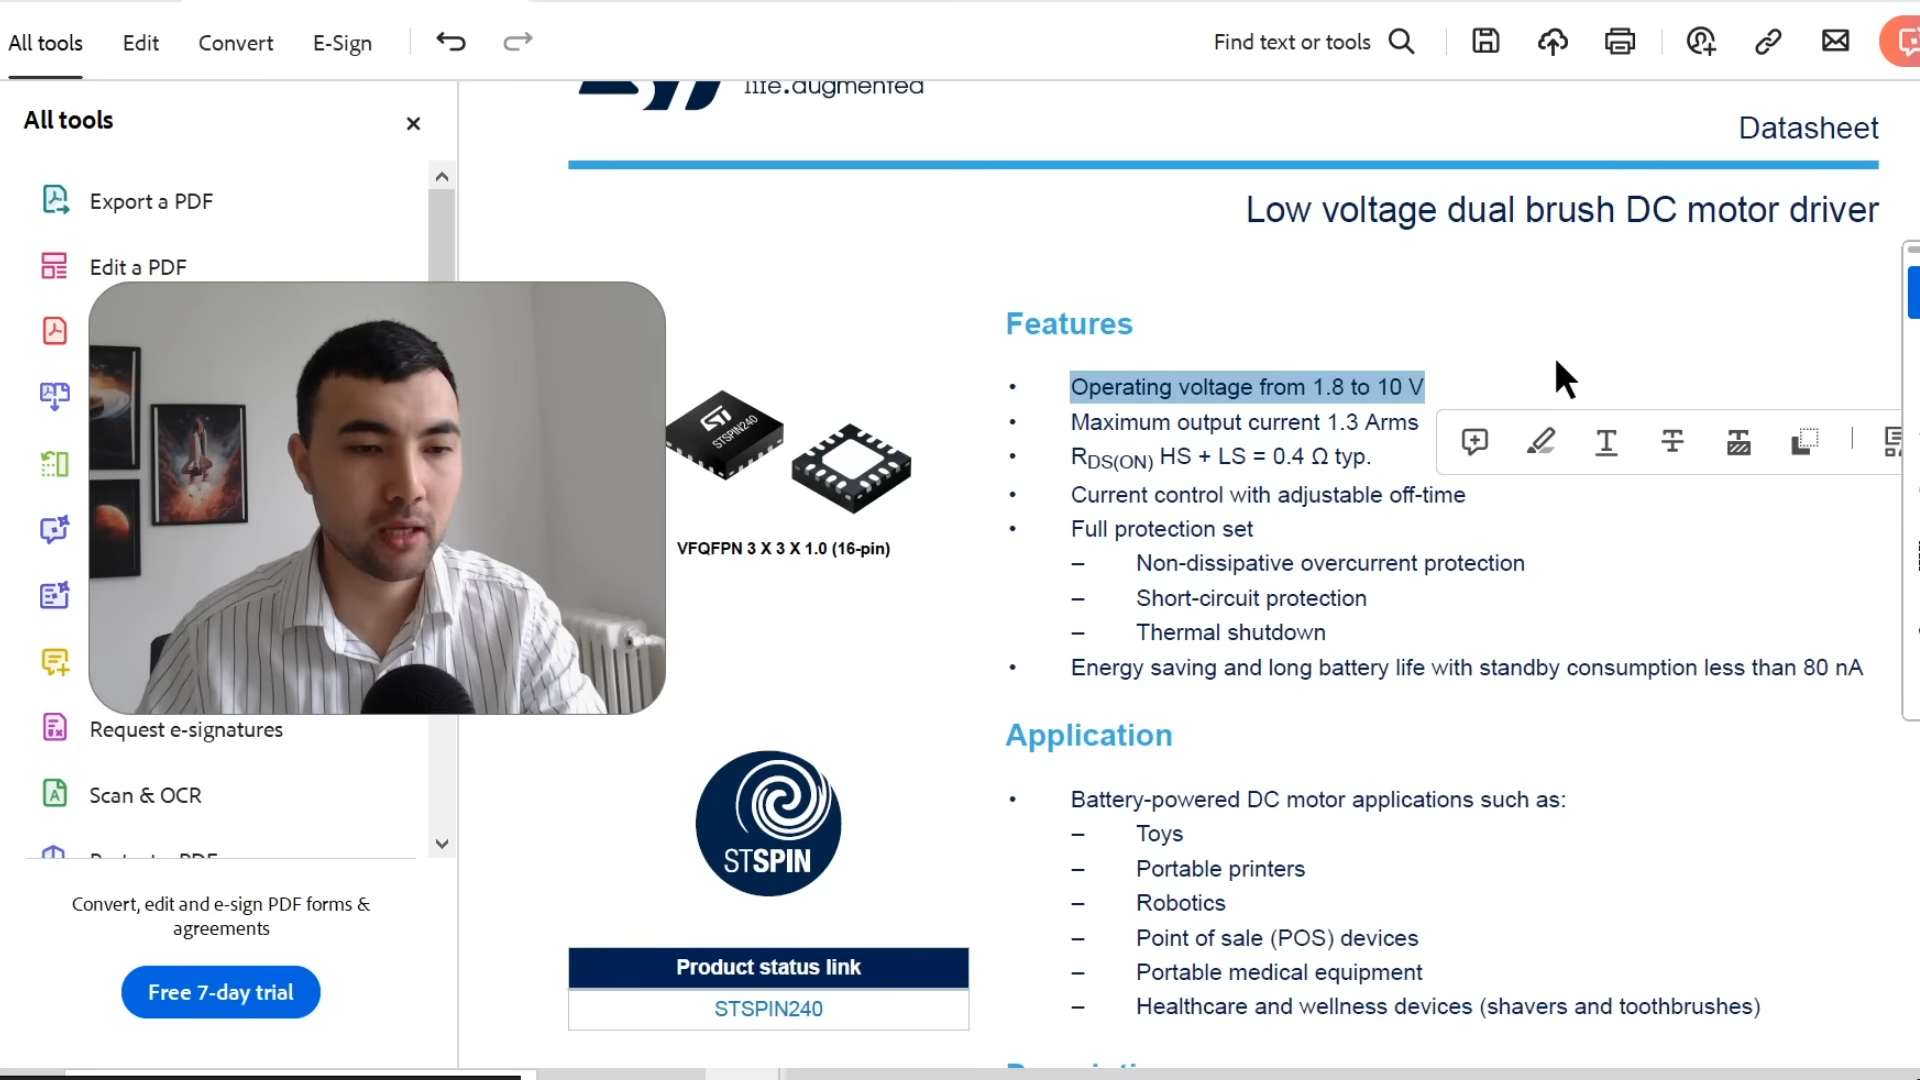 All tools
Edit
Convert
E-Sign
Find text or tools
All tools
Export a PDF
Edit a PDF
Request e-signatures
Scan & OCR
Convert, edit and e-sign PDF forms &
agreements
Free 7-day trial
life.augmented
Datasheet
Low voltage dual brush DC motor driver
ST
STSPIN240
VFQFPN 3 X 3 X 1.0 (16-pin)
STSPIN
Product status link
STSPIN240
Features
• Operating voltage from 1.8 to 10 V
• Maximum output current 1.3 Arms
• RDS(ON) HS + LS = 0.4 Ω typ.
• Current control with adjustable off-time
• Full protection set
– Non-dissipative overcurrent protection
– Short-circuit protection
– Thermal shutdown
• Energy saving and long battery life with standby consumption less than 80 nA
Application
• Battery-powered DC motor applications such as:
– Toys
– Portable printers
– Robotics
– Point of sale (POS) devices
– Portable medical equipment
– Healthcare and wellness devices (shavers and toothbrushes)